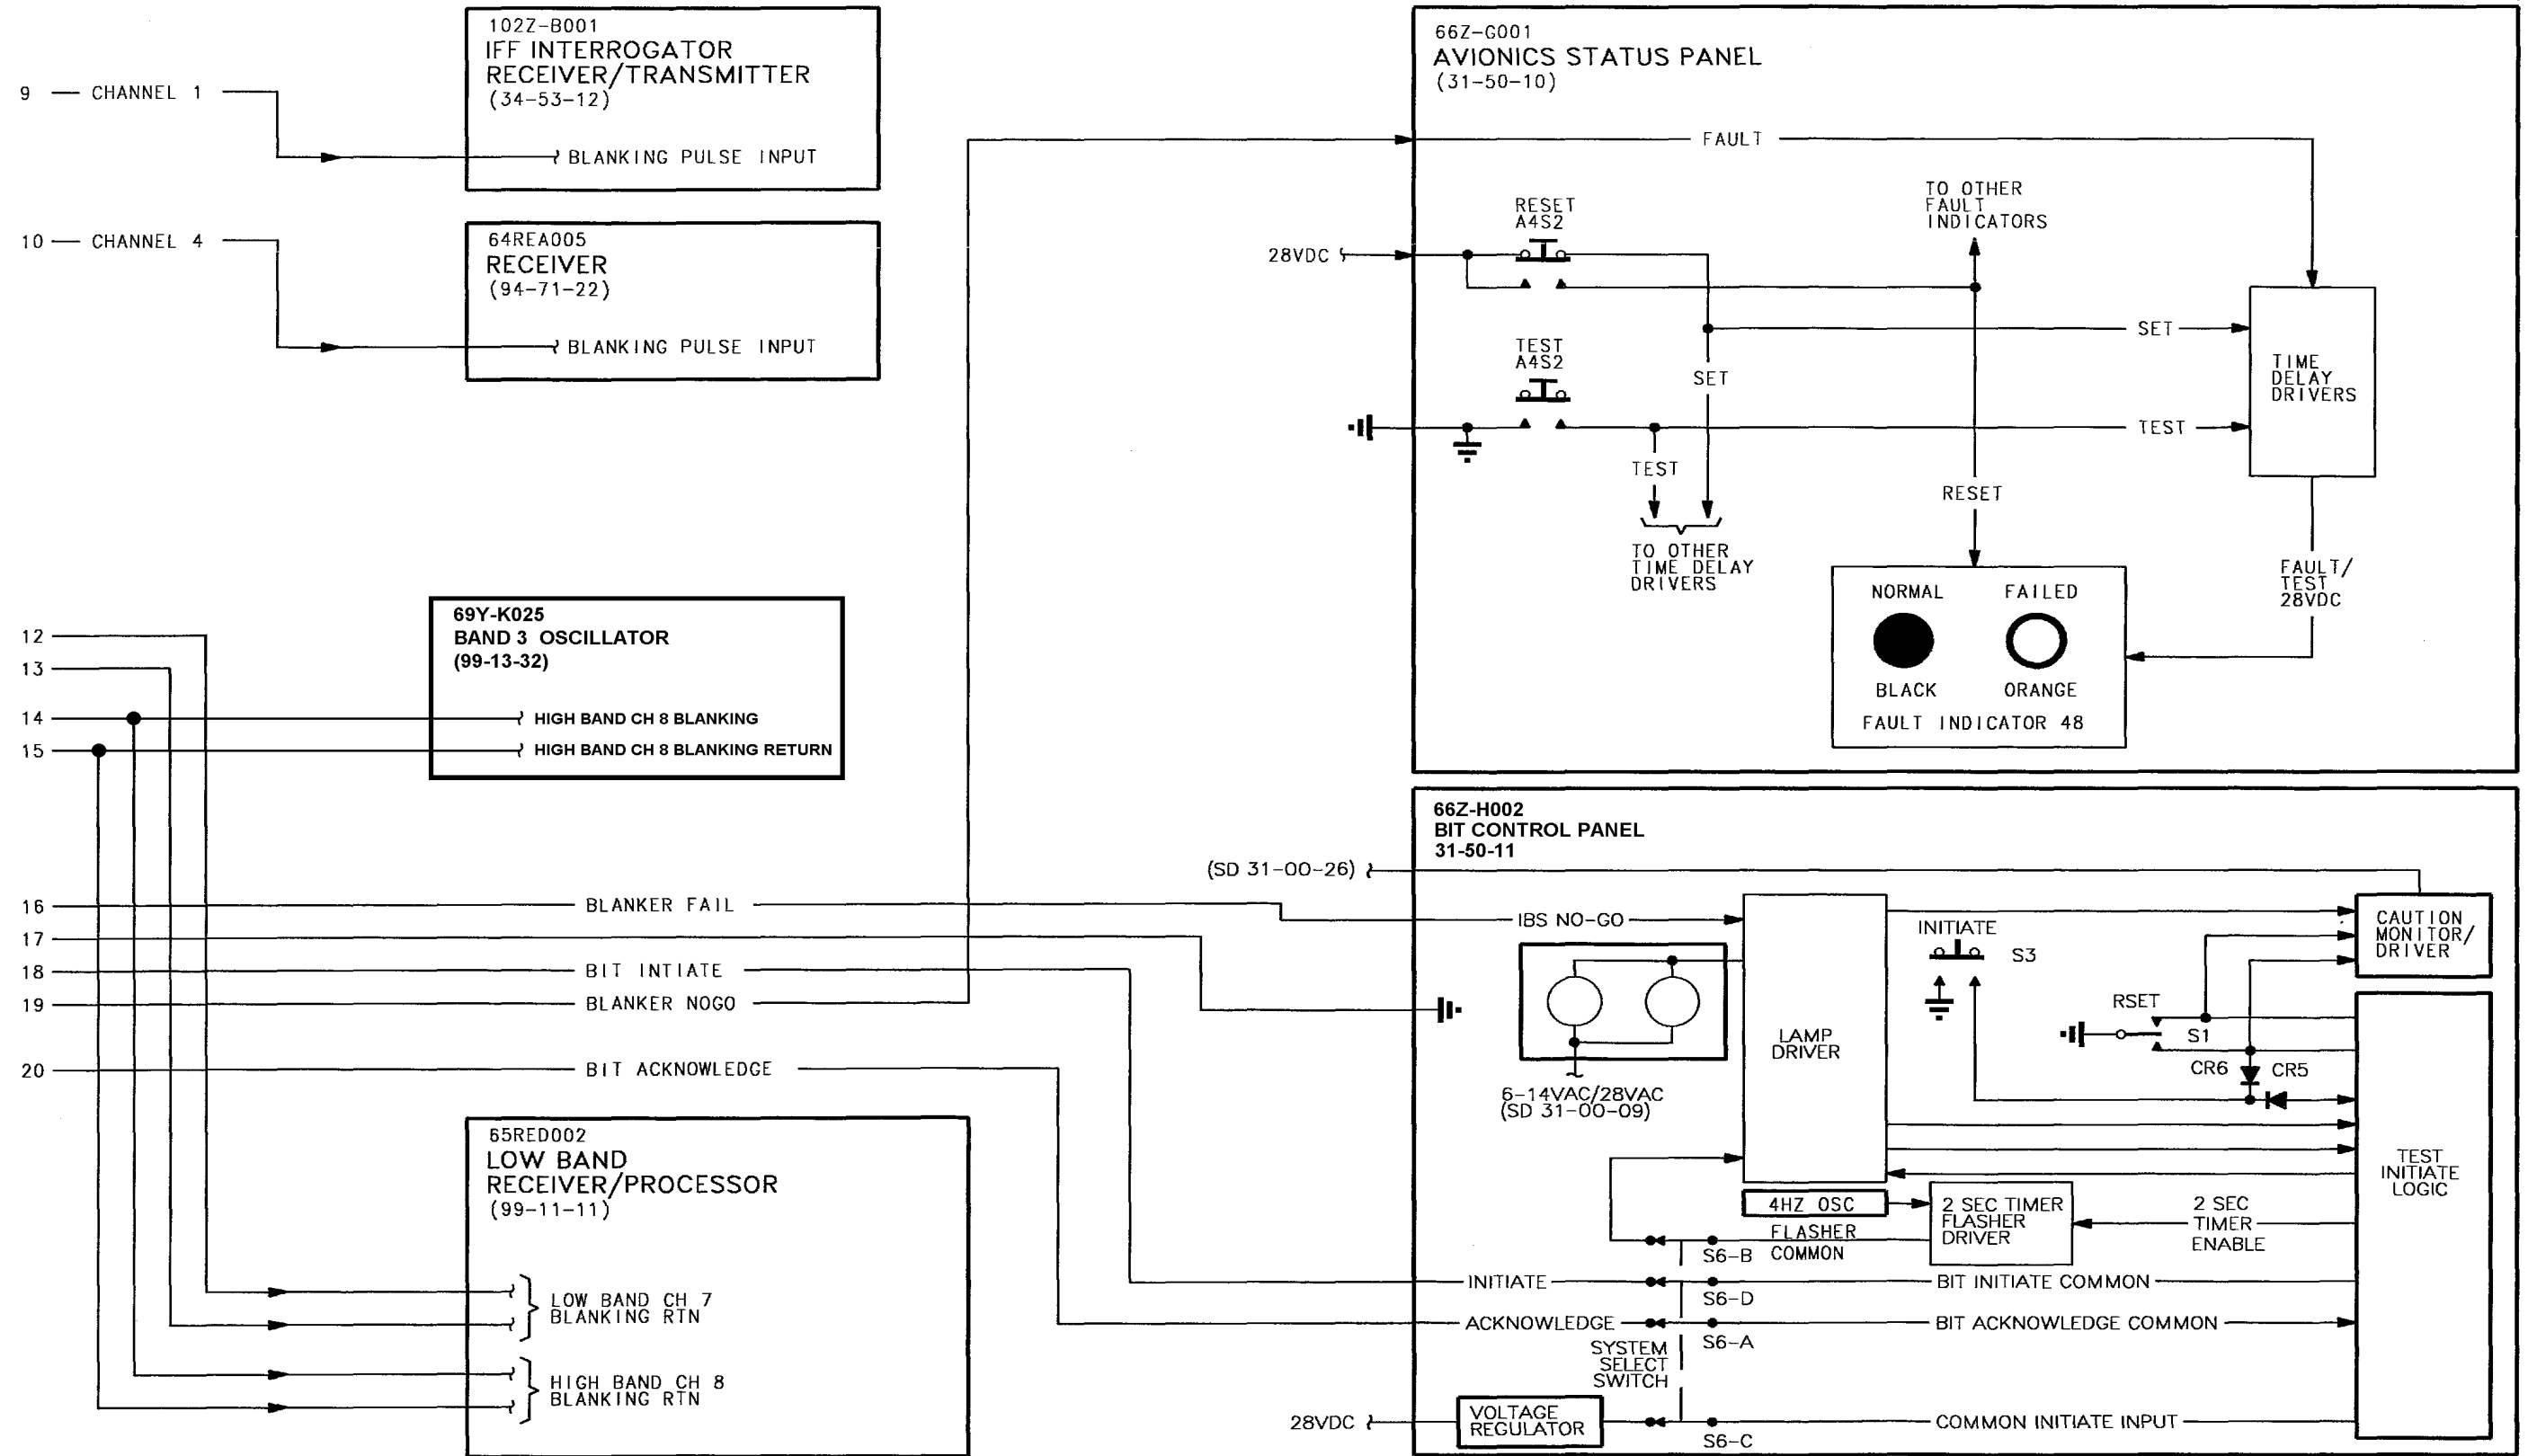 102Z-B001
IFF INTERROGATOR
RECEIVER/TRANSMITTER
(34-53-12)
9 CHANNEL 1
BLANKING PULSE INPUT
10 CHANNEL 4
64REA005
RECEIVER
(94-71-22)
BLANKING PULSE INPUT
69Y-K025
BAND 3 OSCILLATOR
(99-13-32)
12
13
14
HIGH BAND CH 8 BLANKING
15
HIGH BAND CH 8 BLANKING RETURN
16
BLANKER FAIL
17
18
BIT INTIATE
19
BLANKER NOGO
20
BIT ACKNOWLEDGE
65RED002
LOW BAND
RECEIVER/PROCESSOR
(99-11-11)
LOW BAND CH 7
BLANKING RTN
HIGH BAND CH 8
BLANKING RTN
66Z-G001
AVIONICS STATUS PANEL
(31-50-10)
FAULT
RESET
A4S2
28VDC
TO OTHER
FAULT
INDICATORS
SET
TEST
A4S2
SET
TEST
TIME
DELAY
DRIVERS
TEST
RESET
TO OTHER
TIME DELAY
DRIVERS
FAULT/
TEST
28VDC
NORMAL
FAILED
BLACK
ORANGE
FAULT INDICATOR 48
66Z-H002
BIT CONTROL PANEL
31-50-11
(SD 31-00-26)
IBS NO-GO
INITIATE
S3
CAUTION
MONITOR/
DRIVER
LAMP
DRIVER
RSET
S1
CR6
CR5
6-14VAC/28VAC
(SD 31-00-09)
TEST
INITIATE
LOGIC
4HZ OSC
2 SEC TIMER
FLASHER
DRIVER
2 SEC
TIMER
ENABLE
FLASHER
COMMON
S6-B
INITIATE
BIT INITIATE COMMON
S6-D
ACKNOWLEDGE
BIT ACKNOWLEDGE COMMON
S6-A
SYSTEM
SELECT
SWITCH
28VDC
VOLTAGE
REGULATOR
COMMON INITIATE INPUT
S6-C